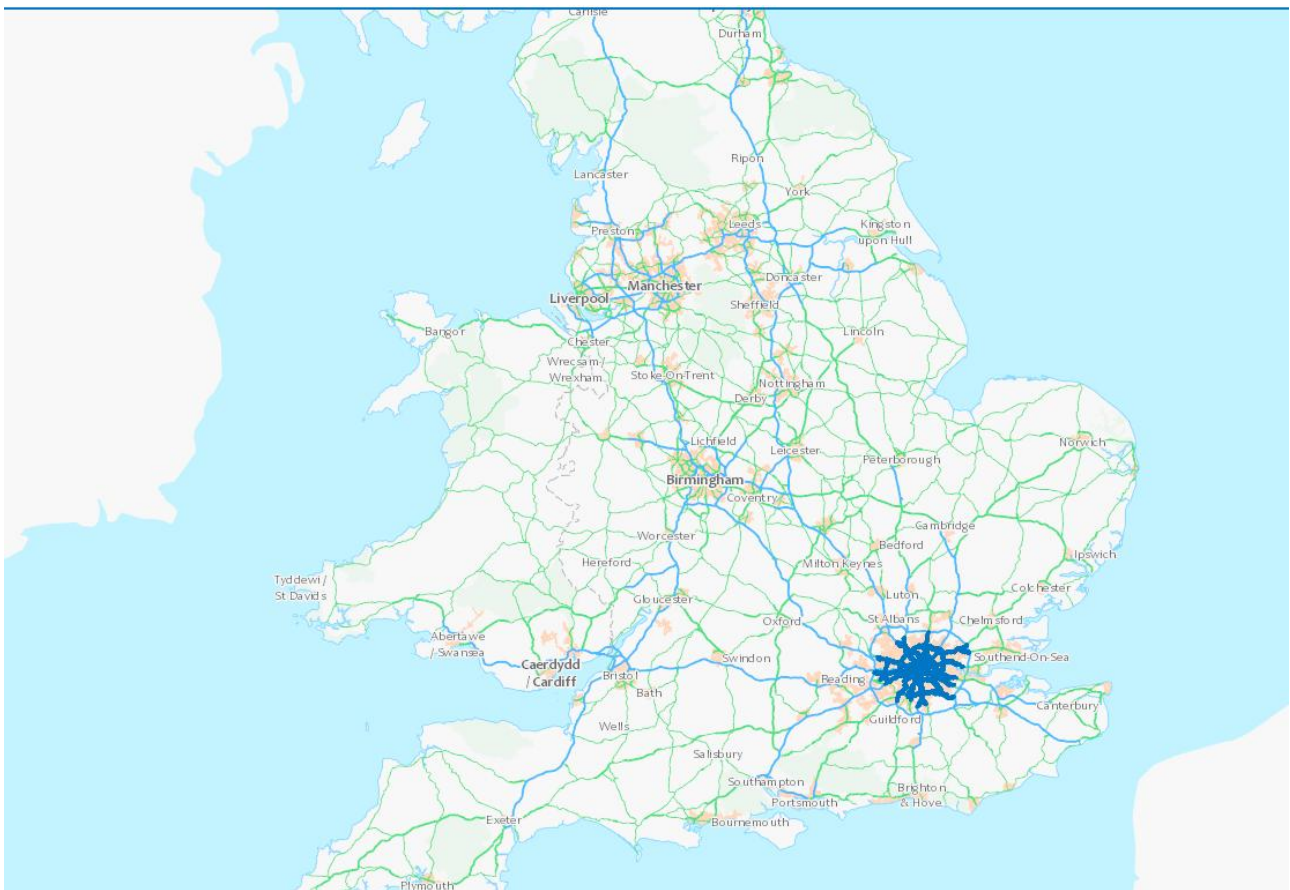 Carlisle
Durham
Ripon
Lancaster
York
Preston
Leeds
Kingston
upon Hull
Doncaster
Manchester
Liverpool
Sheffield
Bangor
Chester
Lincoln
Wrecsam /
Wrexham
Stoke-On-Trent
Nottingham
Derby
Lichfield
Norwich
Leicester
Peterborough
Birmingham
Coventry
Cambridge
Worcester
Bedford
Ipswich
Hereford
Milton Keynes
Tyddewi /
St Davids
Colchester
Luton
Gloucester
Oxford
St Albans
Chelmsford
Abertawe
/ Swansea
Swindon
Southend-On-Sea
Caerdydd
/ Cardiff
Bristol
Reading
Bath
Canterbury
Guildford
Wells
Salisbury
Southampton
Brighton
& Hove
Portsmouth
Exeter
Bournemouth
Plymouth